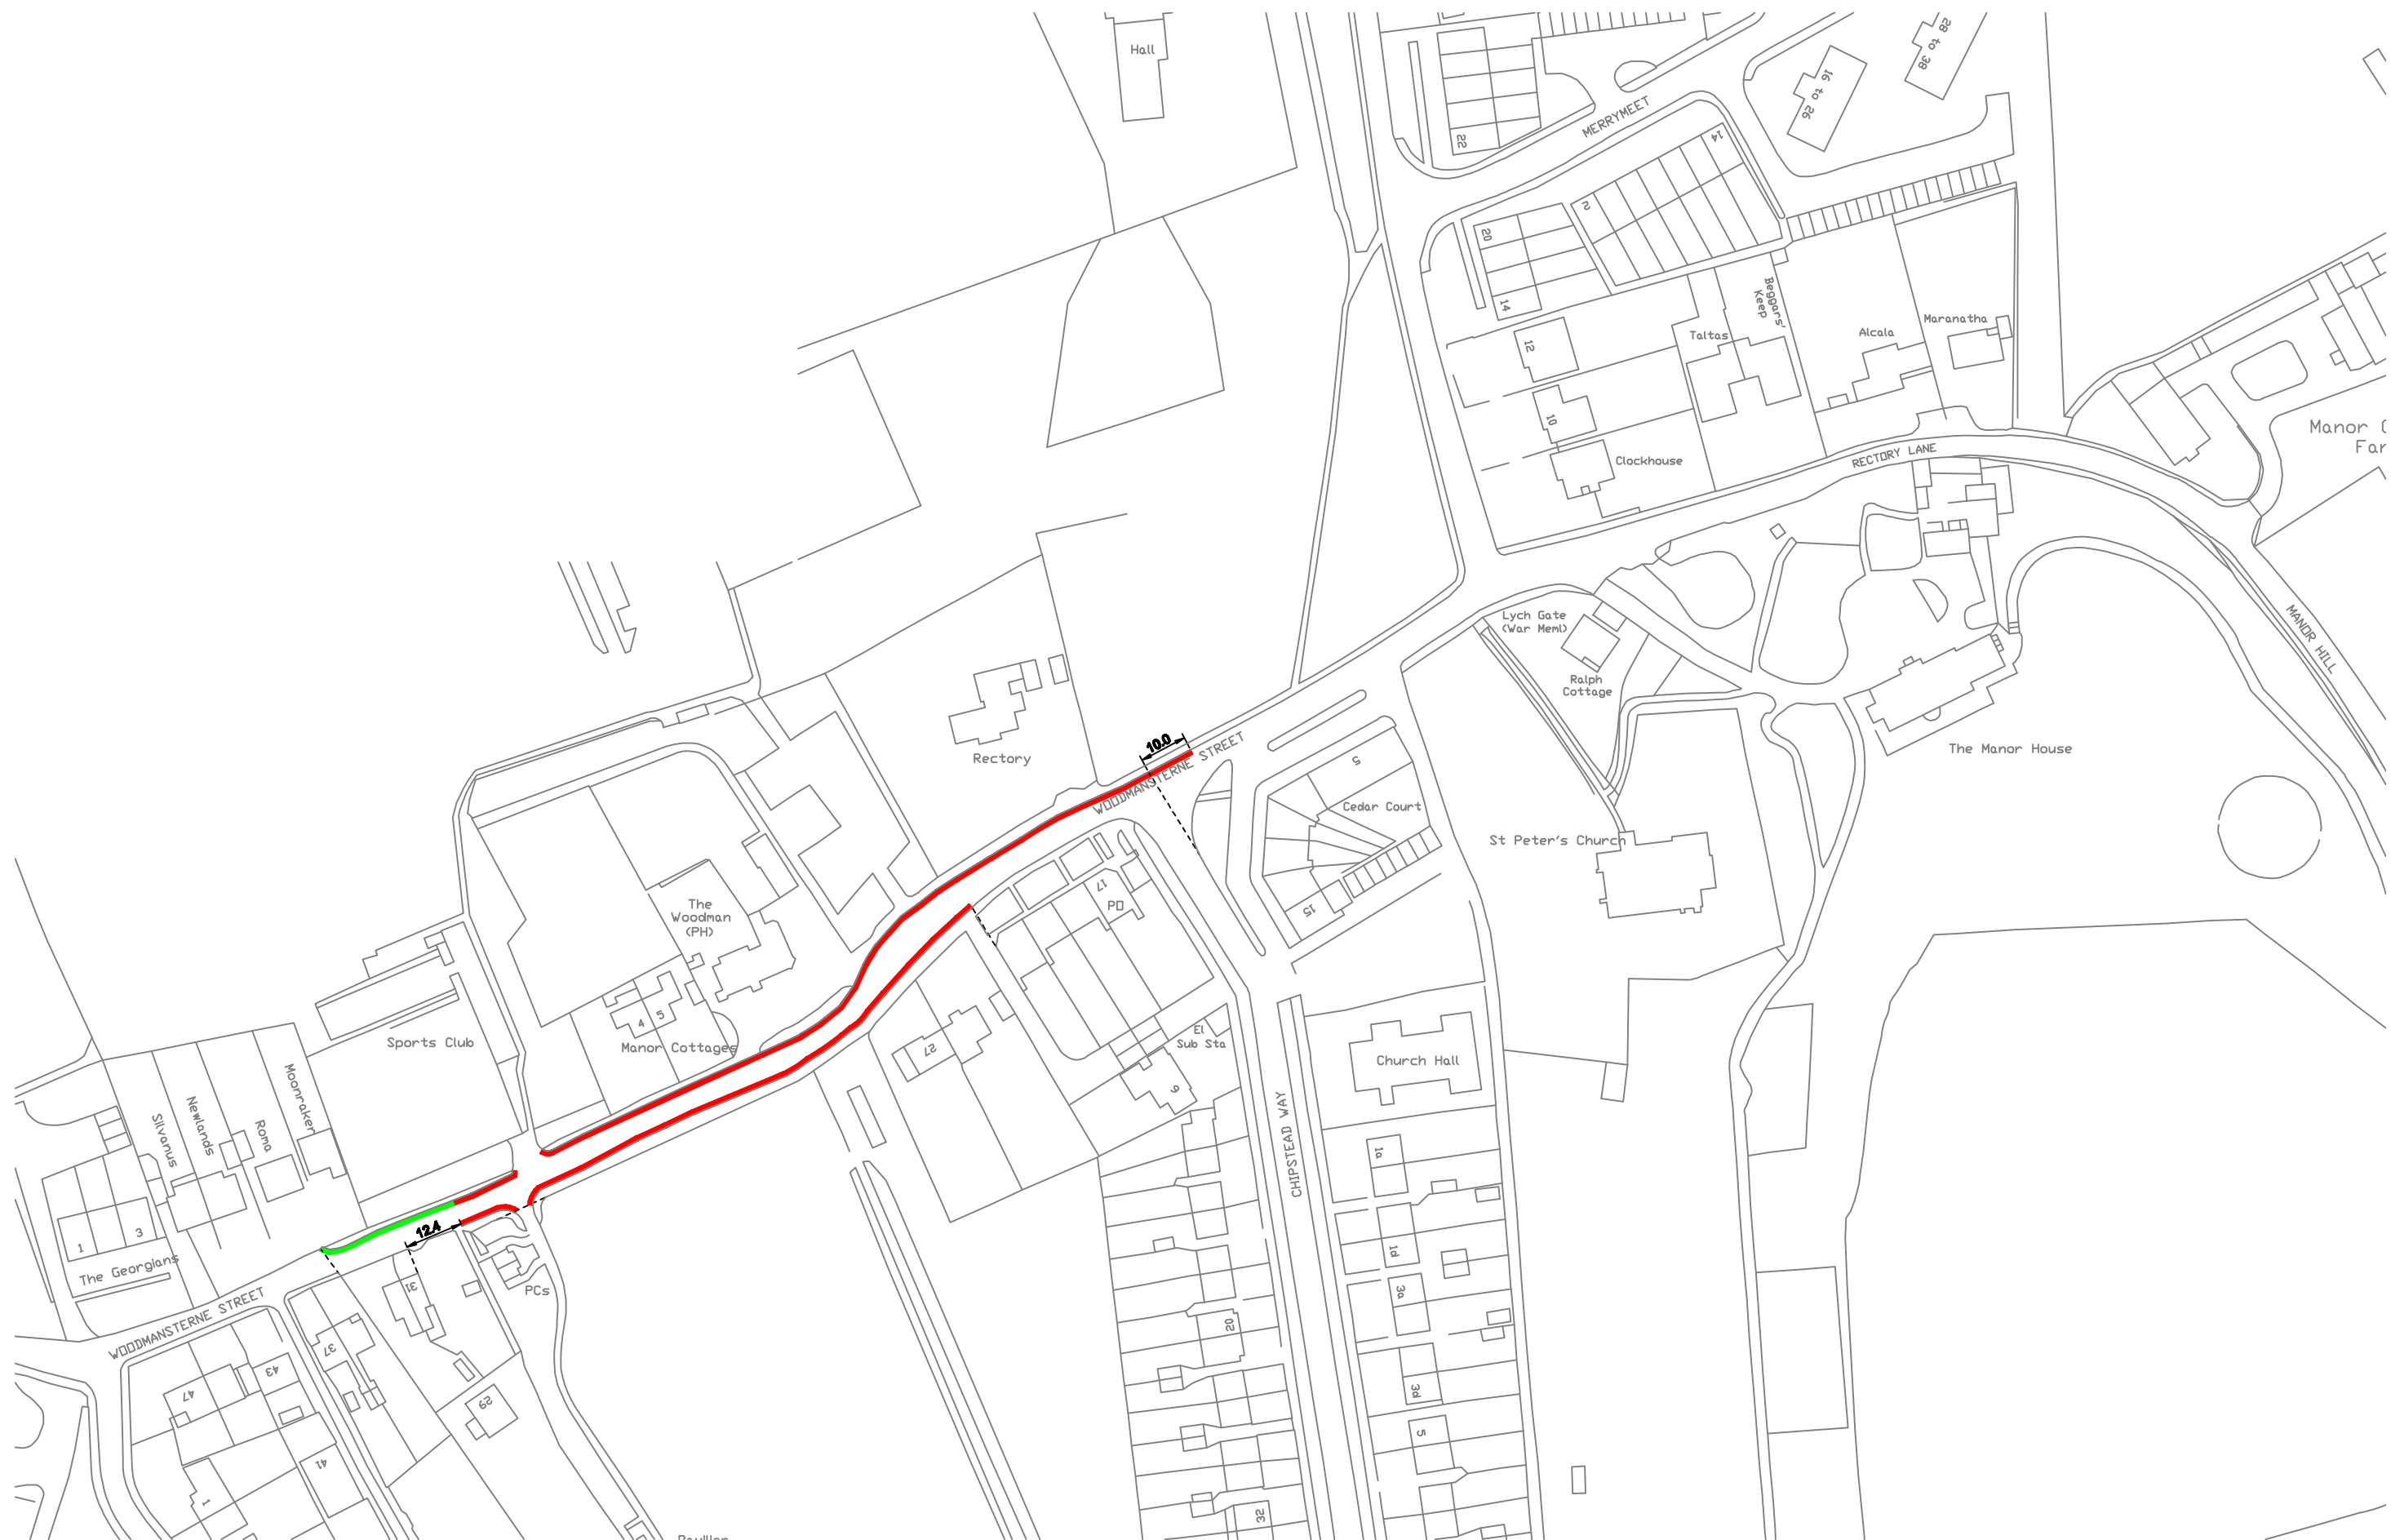 Hall
28 to 38
16 to 26
MERRYMEET
22
14
2
20
14
Beggars'
Keep
Maranatha
Taltas
Alcala
12
10
Manor
Clockhouse
RECTORY LANE
Lych Gate
(War Meml)
MANOR HILL
Ralph
Cottage
The Manor House
10.0
WOODMANSTERNE STREET
Rectory
5
Cedar Court
St Peter's Church
17
PO
The
Woodman
(PH)
15
4
5
Manor Cottages
Sports Club
27
El
Sub Sta
9
Church Hall
Moonraker
Newlands
Silvanus
Roma
CHIPSTEAD WAY
1a
1
3
The Georgians
12.4
1d
31
PCs
3a
WOODMANSTERNE STREET
37
20
43
47
29
3d
5
41
1
32